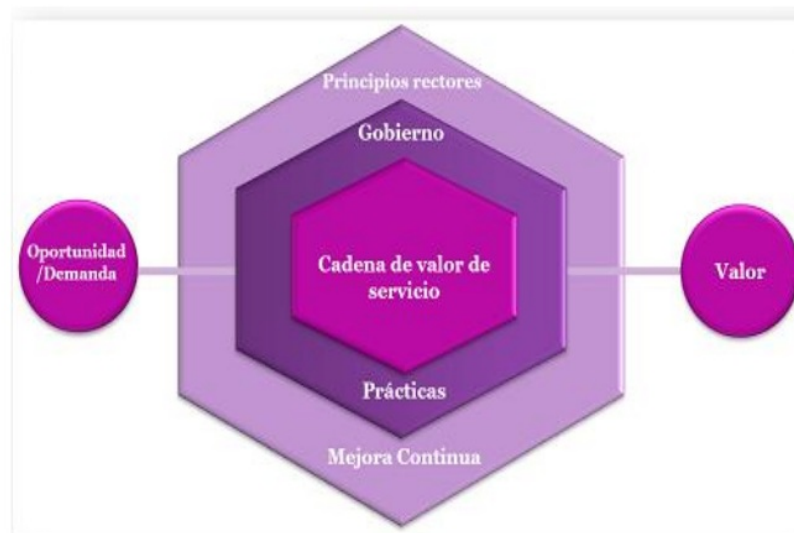 Principios rectores
Gobierno
Oportunidad
/Demanda
Cadena de valor de
servicio
Valor
Prácticas
Mejora Continua